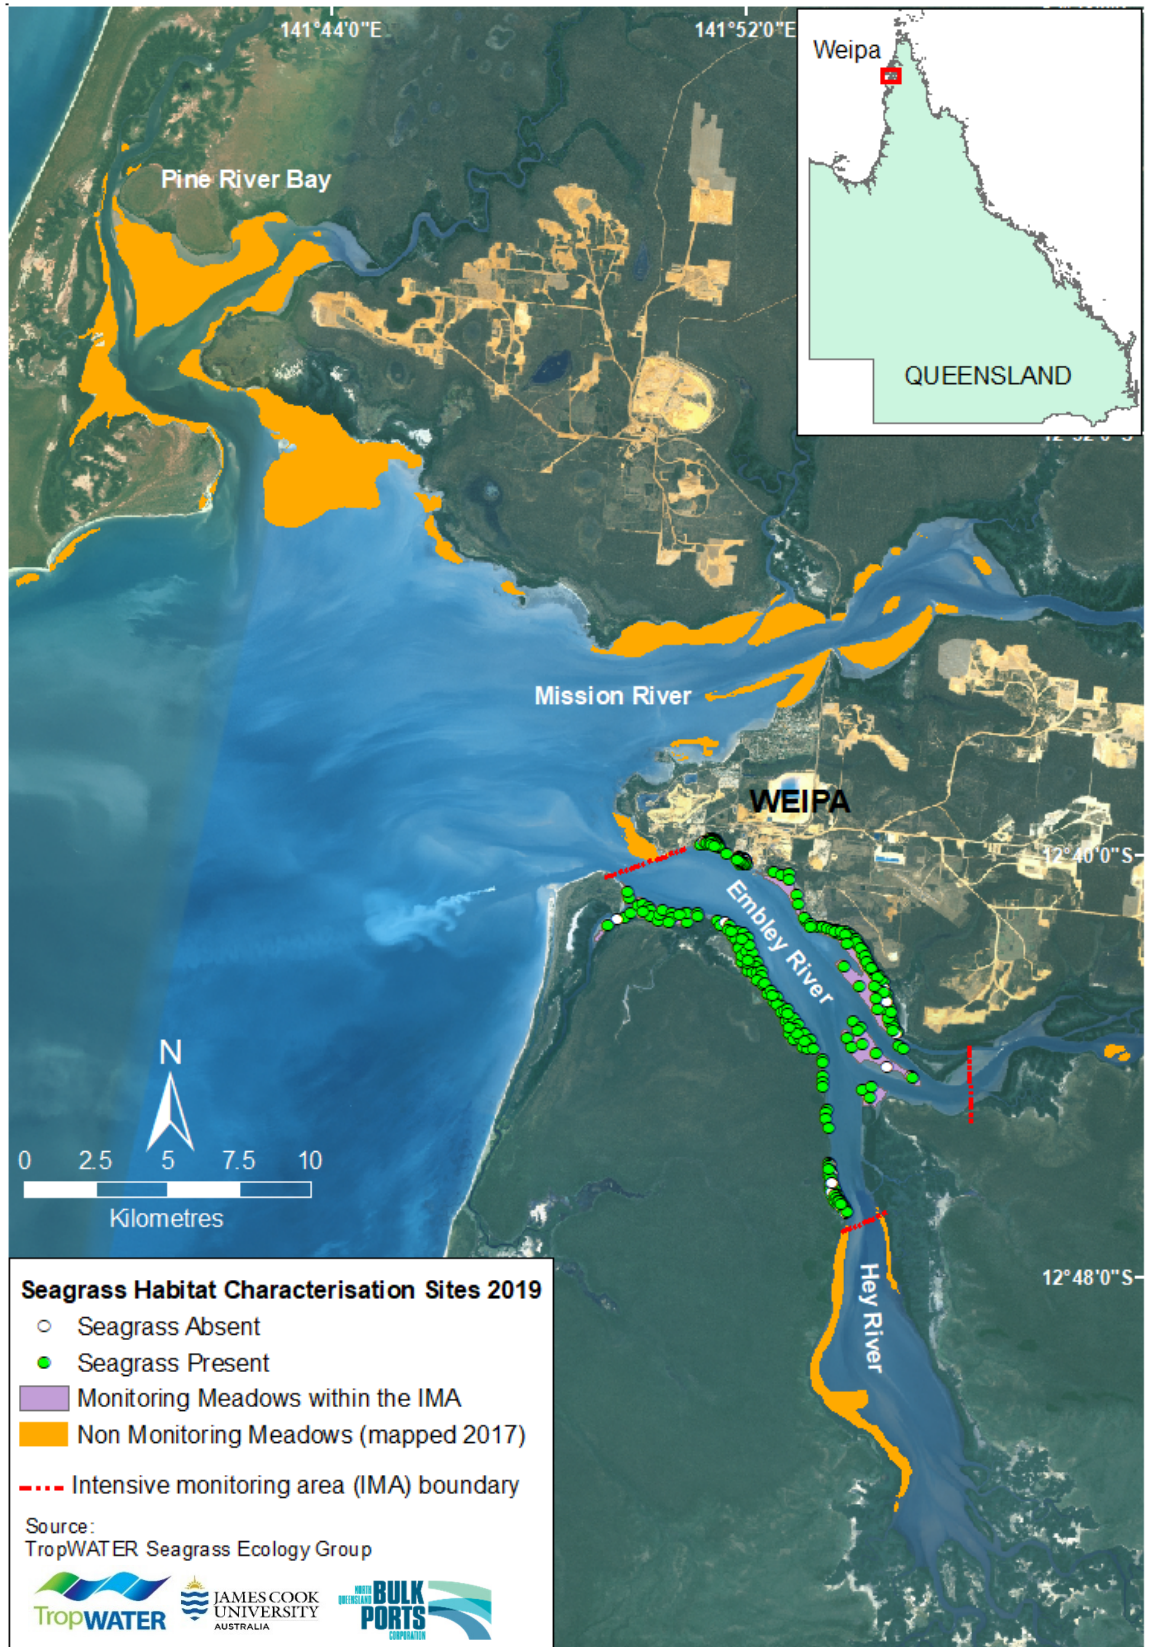 141°44'0"E
141°52'0"E
Weipa
QUEENSLAND
Pine River Bay
Mission River
WEIPA
12°40'0"S
Embley River
N
0 2.5 5 7.5 10
Kilometres
12°48'0"S
Hey River
Seagrass Habitat Characterisation Sites 2019
Seagrass Absent
Seagrass Present
Monitoring Meadows within the IMA
Non Monitoring Meadows (mapped 2017)
Intensive monitoring area (IMA) boundary
Source:
TropWATER Seagrass Ecology Group
TropWATER
JAMES COOK
UNIVERSITY
AUSTRALIA
NORTH
QUEENSLAND
BULK
PORTS
CORPORATION